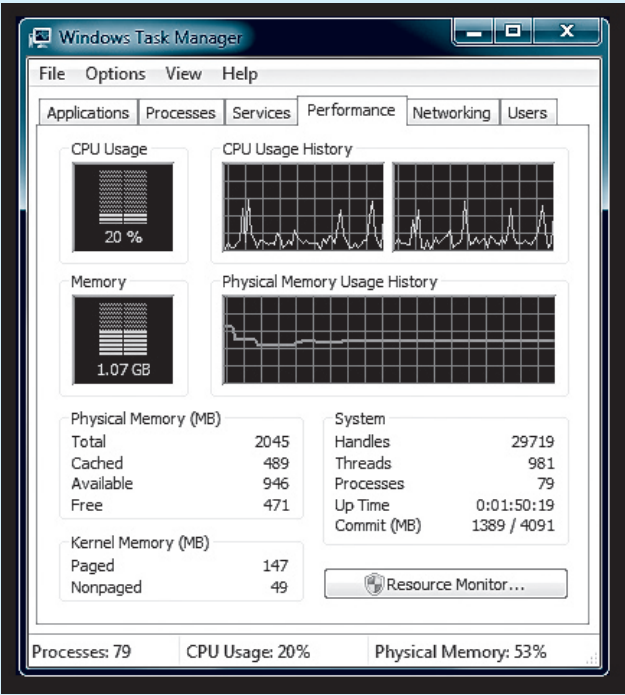 Windows Task Manager
File Options View Help
Applications Processes Services Performance Networking Users
CPU Usage CPU Usage History
20 %
Memory Physical Memory Usage History
1.07 GB
Physical Memory (MB)
Total 2045
Cached 489
Available 946
Free 471
Kernel Memory (MB)
Paged 147
Nonpaged 49
System
Handles 29719
Threads 981
Processes 79
Up Time 0:01:50:19
Commit (MB) 1389 / 4091
Resource Monitor...
Processes: 79 CPU Usage: 20% Physical Memory: 53%